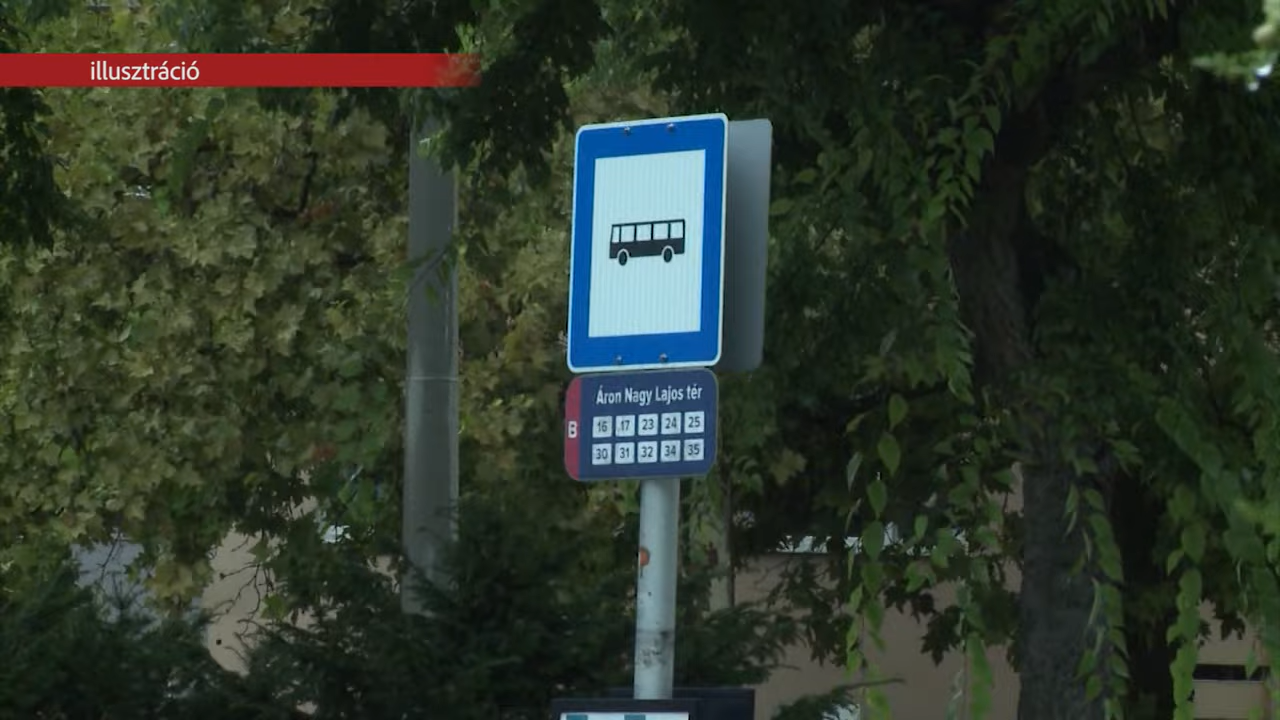 illusztráció
Áron Nagy Lajos tér
B
16 17 23 24 25
30 31 32 34 35